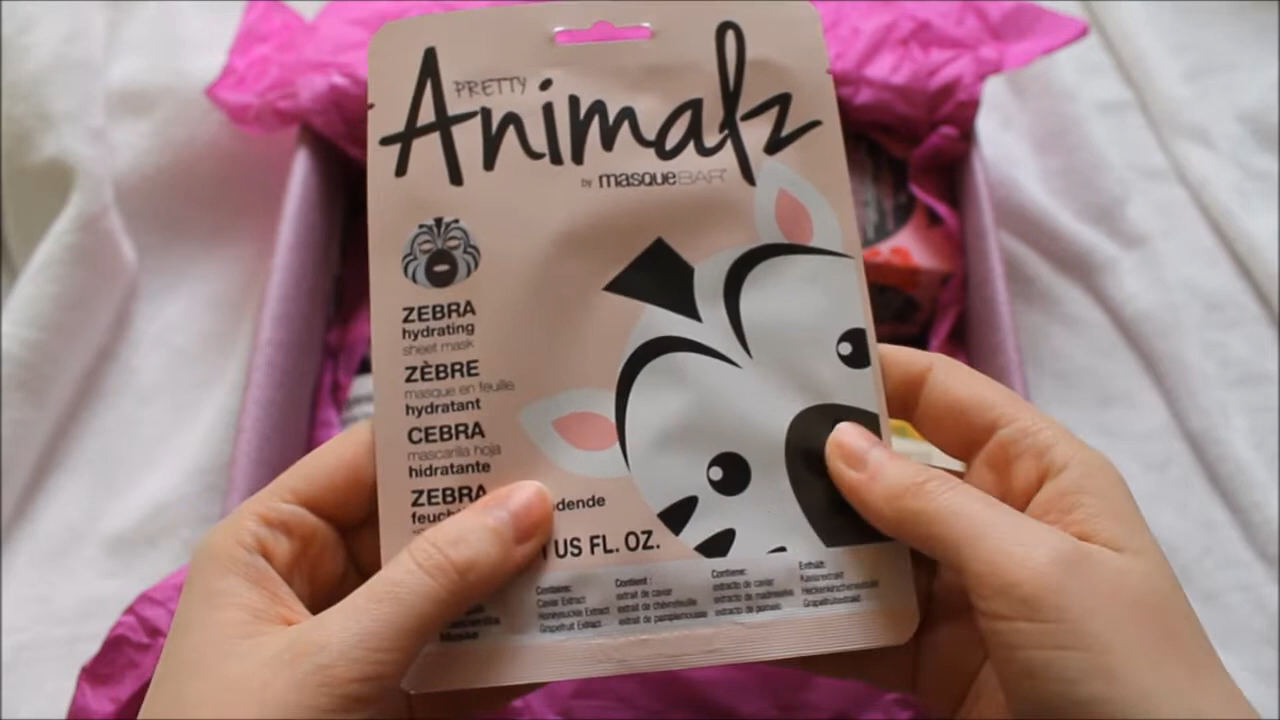 PRETTY
Animalz
by masqueBAR
ZEBRA
hydrating
sheet mask
ZÈBRE
masque en feuille
hydratant
CEBRA
mascarilla hoja
hidratante
ZEBRA
US FL. OZ.
Contains:
Caviar Extract
Honeysuckle Extract
Grapefruit Extract
Contient :
extrait de caviar
extrait de chèvrefeuille
extrait de pamplemousse
Contiene:
extracto de caviar
extracto de madreselva
extracto de pomelo
Enthält:
Kaviarextrakt
Heckenkirschenextrakt
Grapefruitextrakt